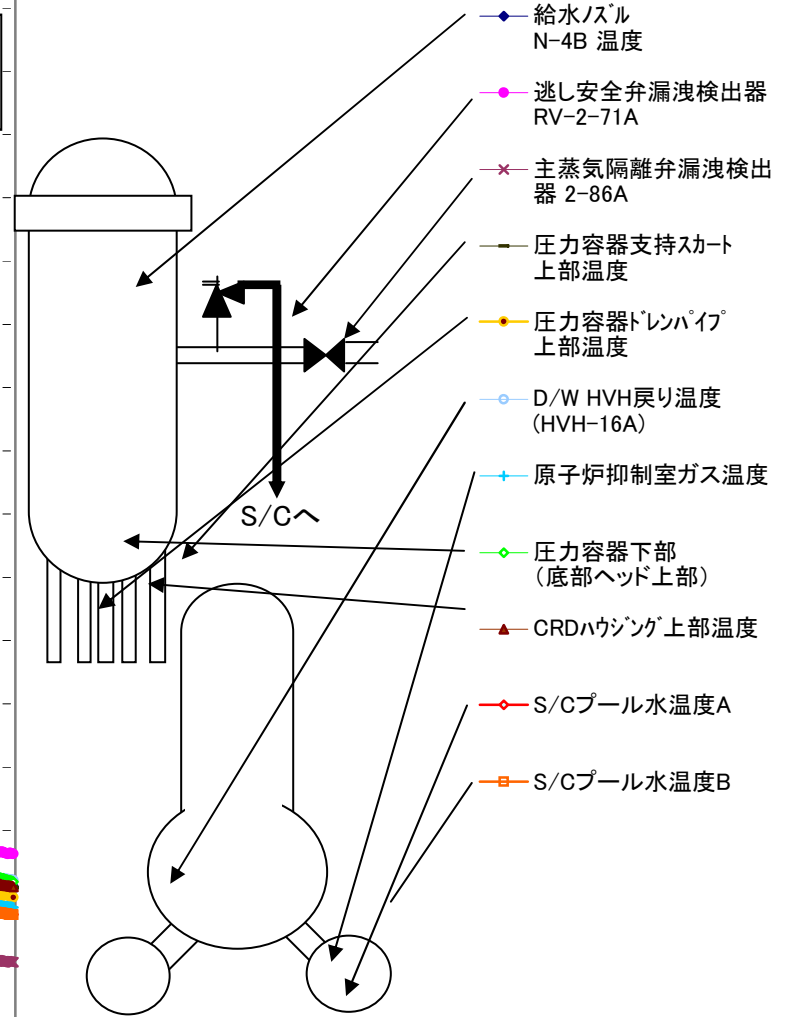 給水ﾉｽﾞﾙ
N-4B 温度
逃し安全弁漏洩検出器
RV-2-71A
主蒸気隔離弁漏洩検出
器 2-86A
圧力容器支持ｽｶｰﾄ
上部温度
圧力容器ﾄﾞﾚﾝﾊﾟｲﾌﾟ
上部温度
D/W HVH戻り温度
(HVH-16A)
原子炉抑制室ガス温度
圧力容器下部
（底部ヘッド上部）
CRDﾊｳｼﾞﾝｸﾞ上部温度
S/Cプール水温度A
S/Cプール水温度B
S/Cへ